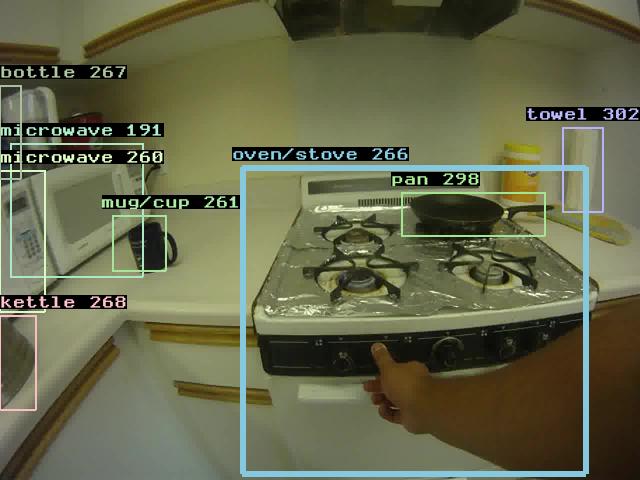 bottle 267
towel 302
microwave 191
oven/stove 266
microwave 260
pan 298
mug/cup 261
kettle 268